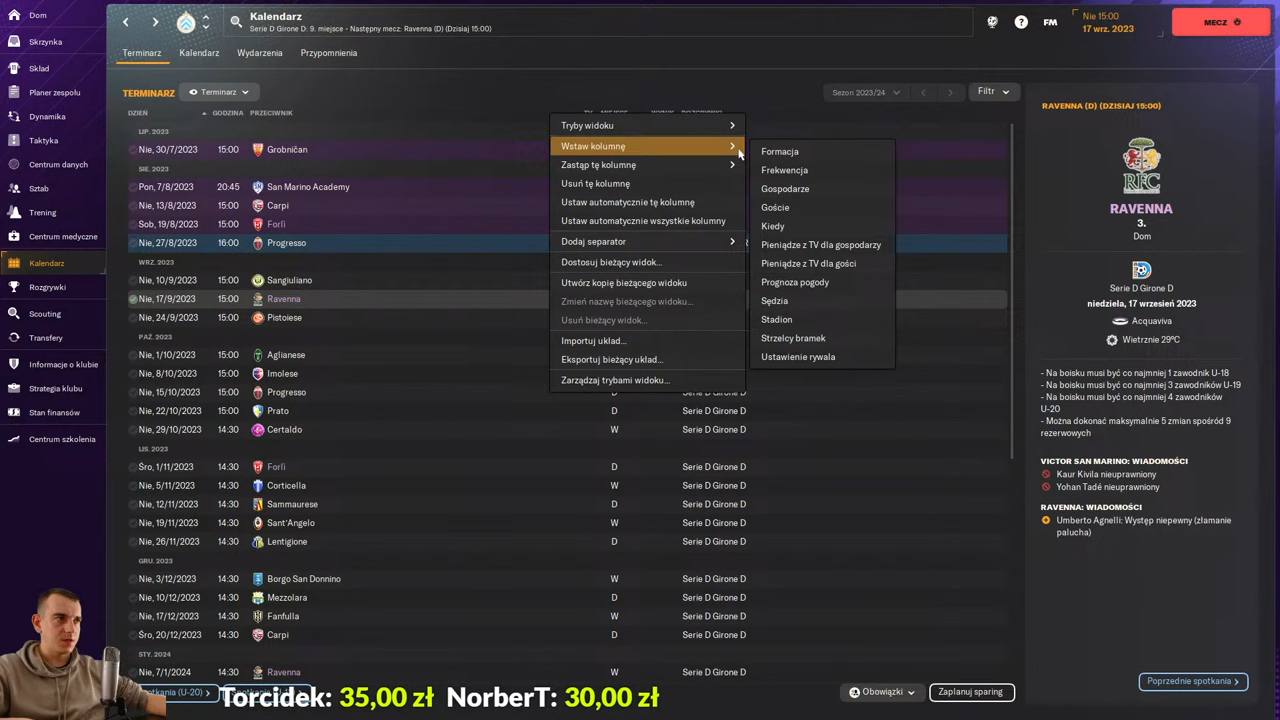 Dom
Skrzynka
Skład
Planer zespołu
Dynamika
Taktyka
Centrum danych
Sztab
Trening
Centrum medyczne
Kalendarz
Rozgrywki
Scouting
Transfery
Informacje o klubie
Strategia klubu
Stan finansów
Centrum szkolenia
Kalendarz
Serie D Girone D: 9. miejsce - Następny mecz: Ravenna (D) (Dzisiaj 15:00)
FM
Nie 15:00
17 wrz. 2023
MECZ
Terminarz Kalendarz Wydarzenia Przypomnienia
TERMINARZ Terminarz
Sezon 2023/24
Filtr
DZIEŃ GODZINA PRZECIWNIK
LIP. 2023
Nie, 30/7/2023 15:00 Grobničan
SIE. 2023
Pon, 7/8/2023 20:45 San Marino Academy
Nie, 13/8/2023 15:00 Carpi
Sob, 19/8/2023 15:00 Forlì
Nie, 27/8/2023 16:00 Progresso
WRZ. 2023
Nie, 10/9/2023 15:00 Sangiuliano
Nie, 17/9/2023 15:00 Ravenna
Nie, 24/9/2023 15:00 Pistoiese
PAŹ. 2023
Nie, 1/10/2023 15:00 Aglianese
Nie, 8/10/2023 15:00 Imolese
Nie, 15/10/2023 15:00 Progresso D Serie D Girone D
Nie, 22/10/2023 15:00 Prato D Serie D Girone D
Nie, 29/10/2023 14:30 Certaldo W Serie D Girone D
LIS. 2023
Śro, 1/11/2023 14:30 Forlì D Serie D Girone D
Nie, 5/11/2023 14:30 Corticella W Serie D Girone D
Nie, 12/11/2023 14:30 Sammaurese D Serie D Girone D
Nie, 19/11/2023 14:30 Sant'Angelo W Serie D Girone D
Nie, 26/11/2023 14:30 Lentigione D Serie D Girone D
GRU. 2023
Nie, 3/12/2023 14:30 Borgo San Donnino W Serie D Girone D
Nie, 10/12/2023 14:30 Mezzolara D Serie D Girone D
Nie, 17/12/2023 14:30 Fanfulla W Serie D Girone D
Śro, 20/12/2023 14:30 Carpi D Serie D Girone D
STY. 2024
Nie, 7/1/2024 14:30 Ravenna W Serie D Girone D
Tryby widoku
Wstaw kolumnę
Zastąp tę kolumnę
Usuń tę kolumnę
Ustaw automatycznie tę kolumnę
Ustaw automatycznie wszystkie kolumny
Dodaj separator
Dostosuj bieżący widok...
Utwórz kopię bieżącego widoku
Zmień nazwę bieżącego widoku...
Usuń bieżący widok...
Importuj układ...
Eksportuj bieżący układ...
Zarządzaj trybami widoku...
Formacja
Frekwencja
Gospodarze
Goście
Kiedy
Pieniądze z TV dla gospodarzy
Pieniądze z TV dla gości
Prognoza pogody
Sędzia
Stadion
Strzelcy bramek
Ustawienie rywala
RAVENNA (D) (DZISIAJ 15:00)
RFC
RAVENNA
3.
Dom
Serie D Girone D
niedziela, 17 wrzesień 2023
Acquaviva
Wietrznie 29ºC
- Na boisku musi być co najmniej 1 zawodnik U-18
- Na boisku musi być co najmniej 3 zawodników U-19
- Na boisku musi być co najmniej 4 zawodników
U-20
- Można dokonać maksymalnie 5 zmian spośród 9
rezerwowych
VICTOR SAN MARINO: WIADOMOŚCI
Kaur Kivila nieuprawniony
Yohan Tadé nieuprawniony
RAVENNA: WIADOMOŚCI
Umberto Agnelli: Występ niepewny (złamanie
palucha)
Poprzednie spotkania
(U-20)
Obowiązki
Zaplanuj sparing
Torcidek: 35,00 zł NorberT: 30,00 zł